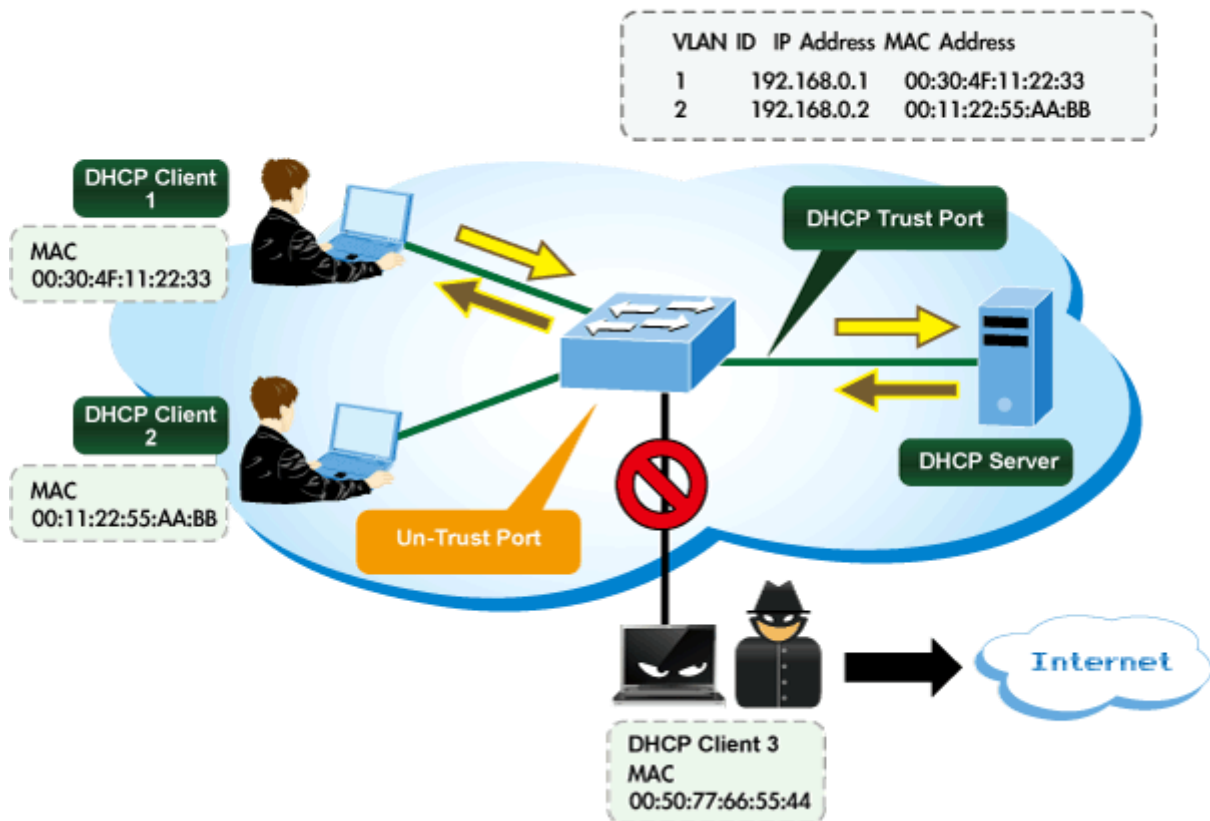 VLAN ID IP Address MAC Address
1 192.168.0.1 00:30:4F:11:22:33
2 192.168.0.2 00:11:22:55:AA:BB
DHCP Client
1
MAC
00:30:4F:11:22:33
DHCP Trust Port
DHCP Client
2
MAC
00:11:22:55:AA:BB
DHCP Server
Un-Trust Port
Internet
DHCP Client 3
MAC
00:50:77:66:55:44